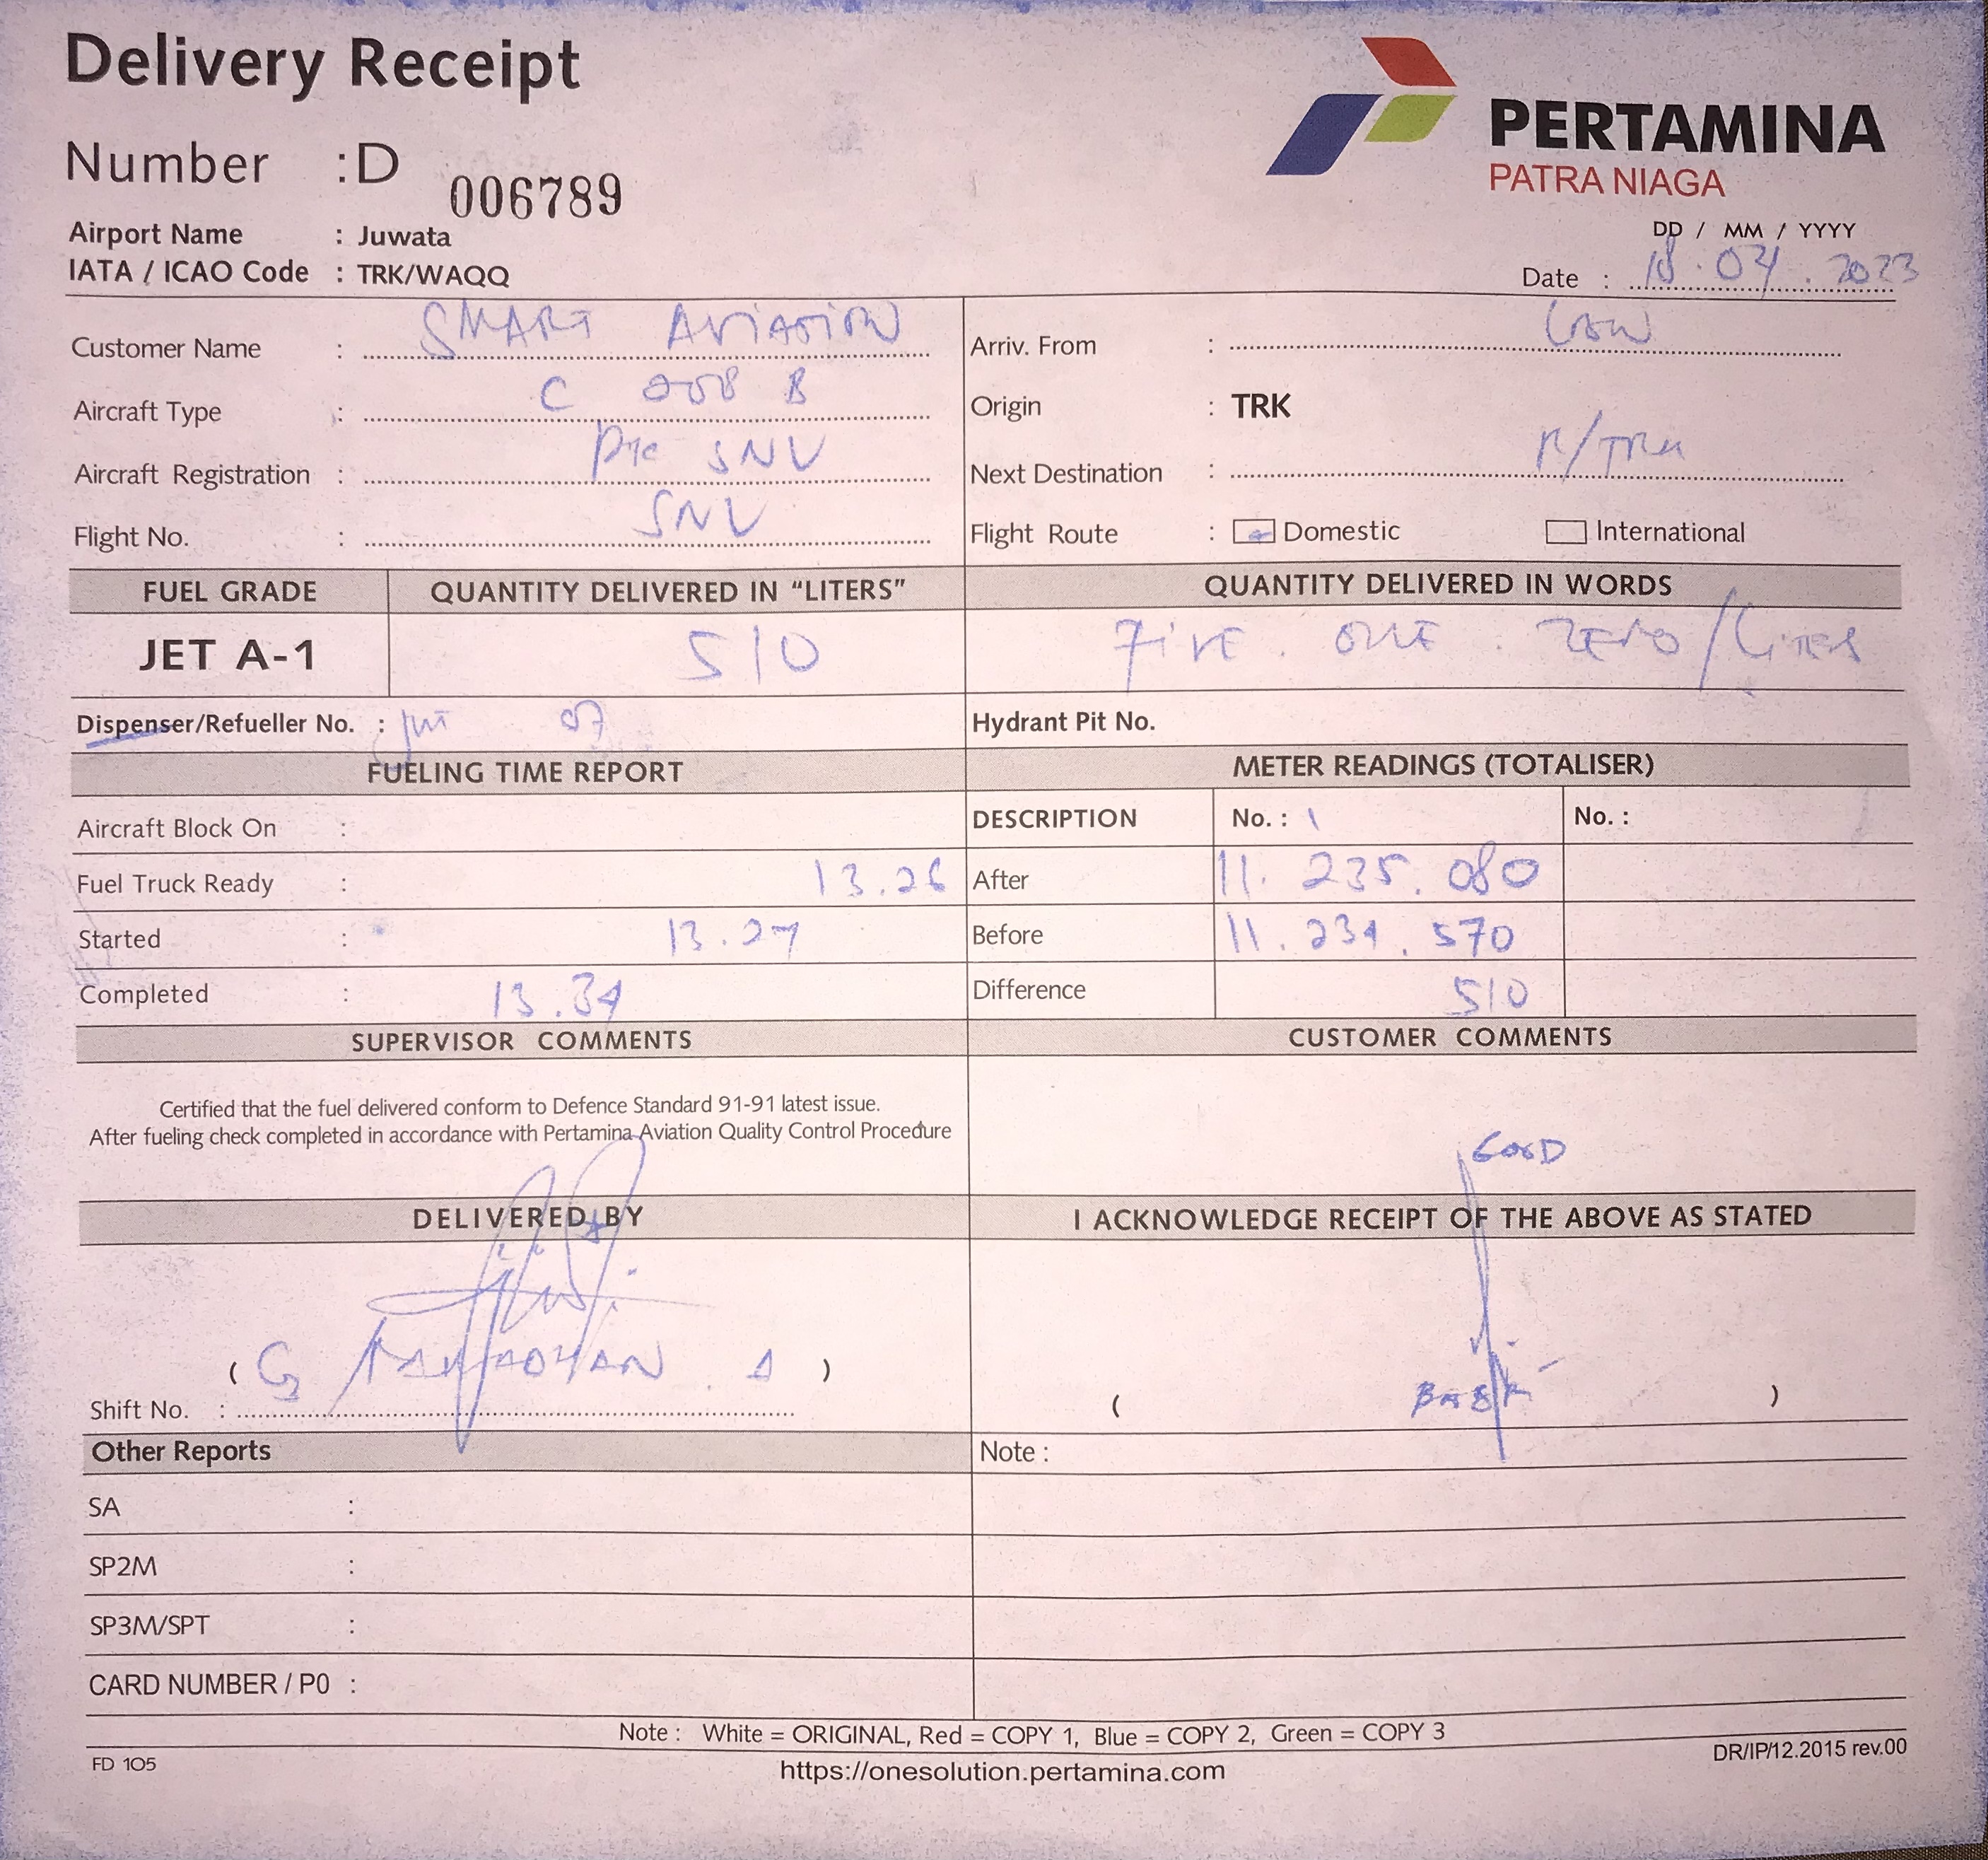 Delivery Receipt
Number : D 006789
PERTAMINA
PATRA NIAGA
Airport Name : Juwata
IATA / ICAO Code : TRK/WAQQ
DD / MM / YYYY
Date : 18.04.2023
Customer Name : SMART AVIATION
Aircraft Type : C 208 B
Aircraft Registration : SNV
Flight No. : SNV
Arriv. From :
Origin : TRK
Next Destination :
Flight Route : Domestic International
FUEL GRADE QUANTITY DELIVERED IN "LITERS" QUANTITY DELIVERED IN WORDS
JET A-1 510 FIVE . ONE . ZERO / LITER
Dispenser/Refueller No. : 07 Hydrant Pit No.
FUELING TIME REPORT METER READINGS (TOTALISER)
Aircraft Block On : DESCRIPTION No. : 1 No. :
Fuel Truck Ready : 13.26 After 11.235.080
Started : 13.27 Before 11.234.570
Completed : 13.34 Difference 510
SUPERVISOR COMMENTS CUSTOMER COMMENTS
Certified that the fuel delivered conform to Defence Standard 91-91 latest issue.
After fueling check completed in accordance with Pertamina Aviation Quality Control Procedure
GOOD
DELIVERED BY I ACKNOWLEDGE RECEIPT OF THE ABOVE AS STATED
Shift No. :
Other Reports Note :
SA :
SP2M :
SP3M/SPT :
CARD NUMBER / P0 :
Note : White = ORIGINAL, Red = COPY 1, Blue = COPY 2, Green = COPY 3
FD 105 DR/IP/12.2015 rev.00
https://onesolution.pertamina.com